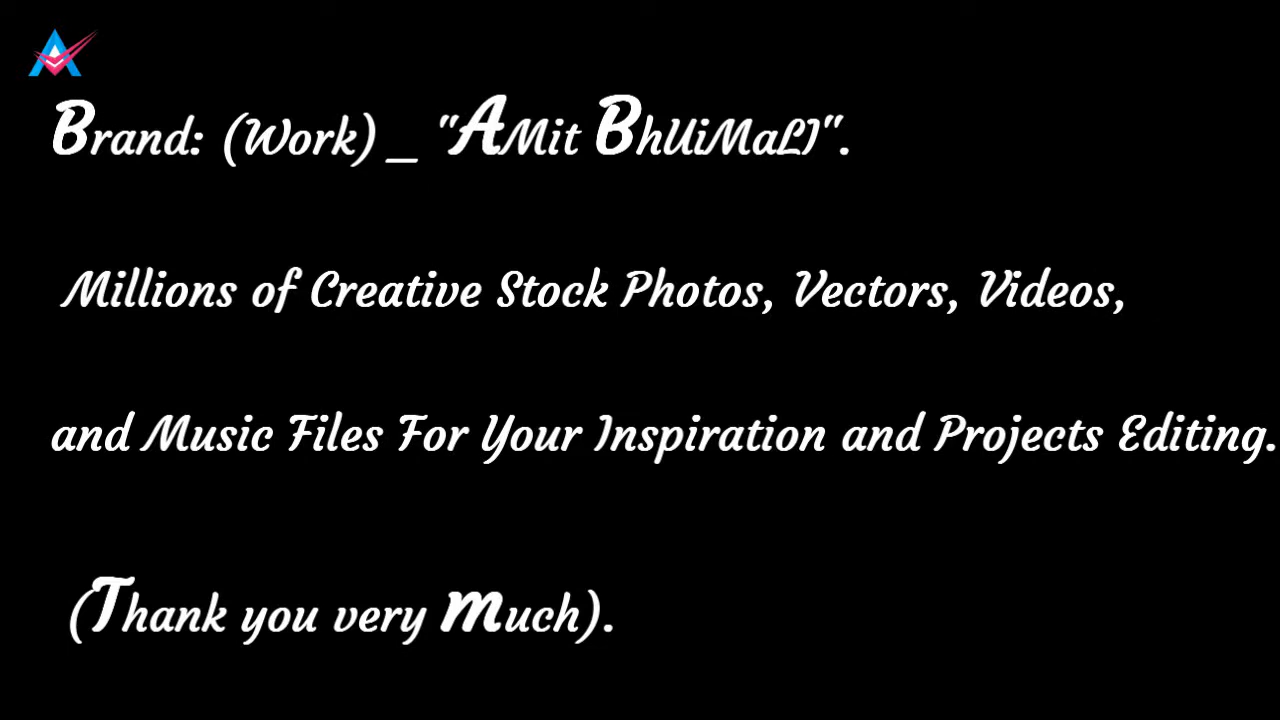 Brand: (Work) _ "AMit BhUiMaLI".
Millions of Creative Stock Photos, Vectors, Videos,
and Music Files For Your Inspiration and Projects Editing.
(Thank you very much).